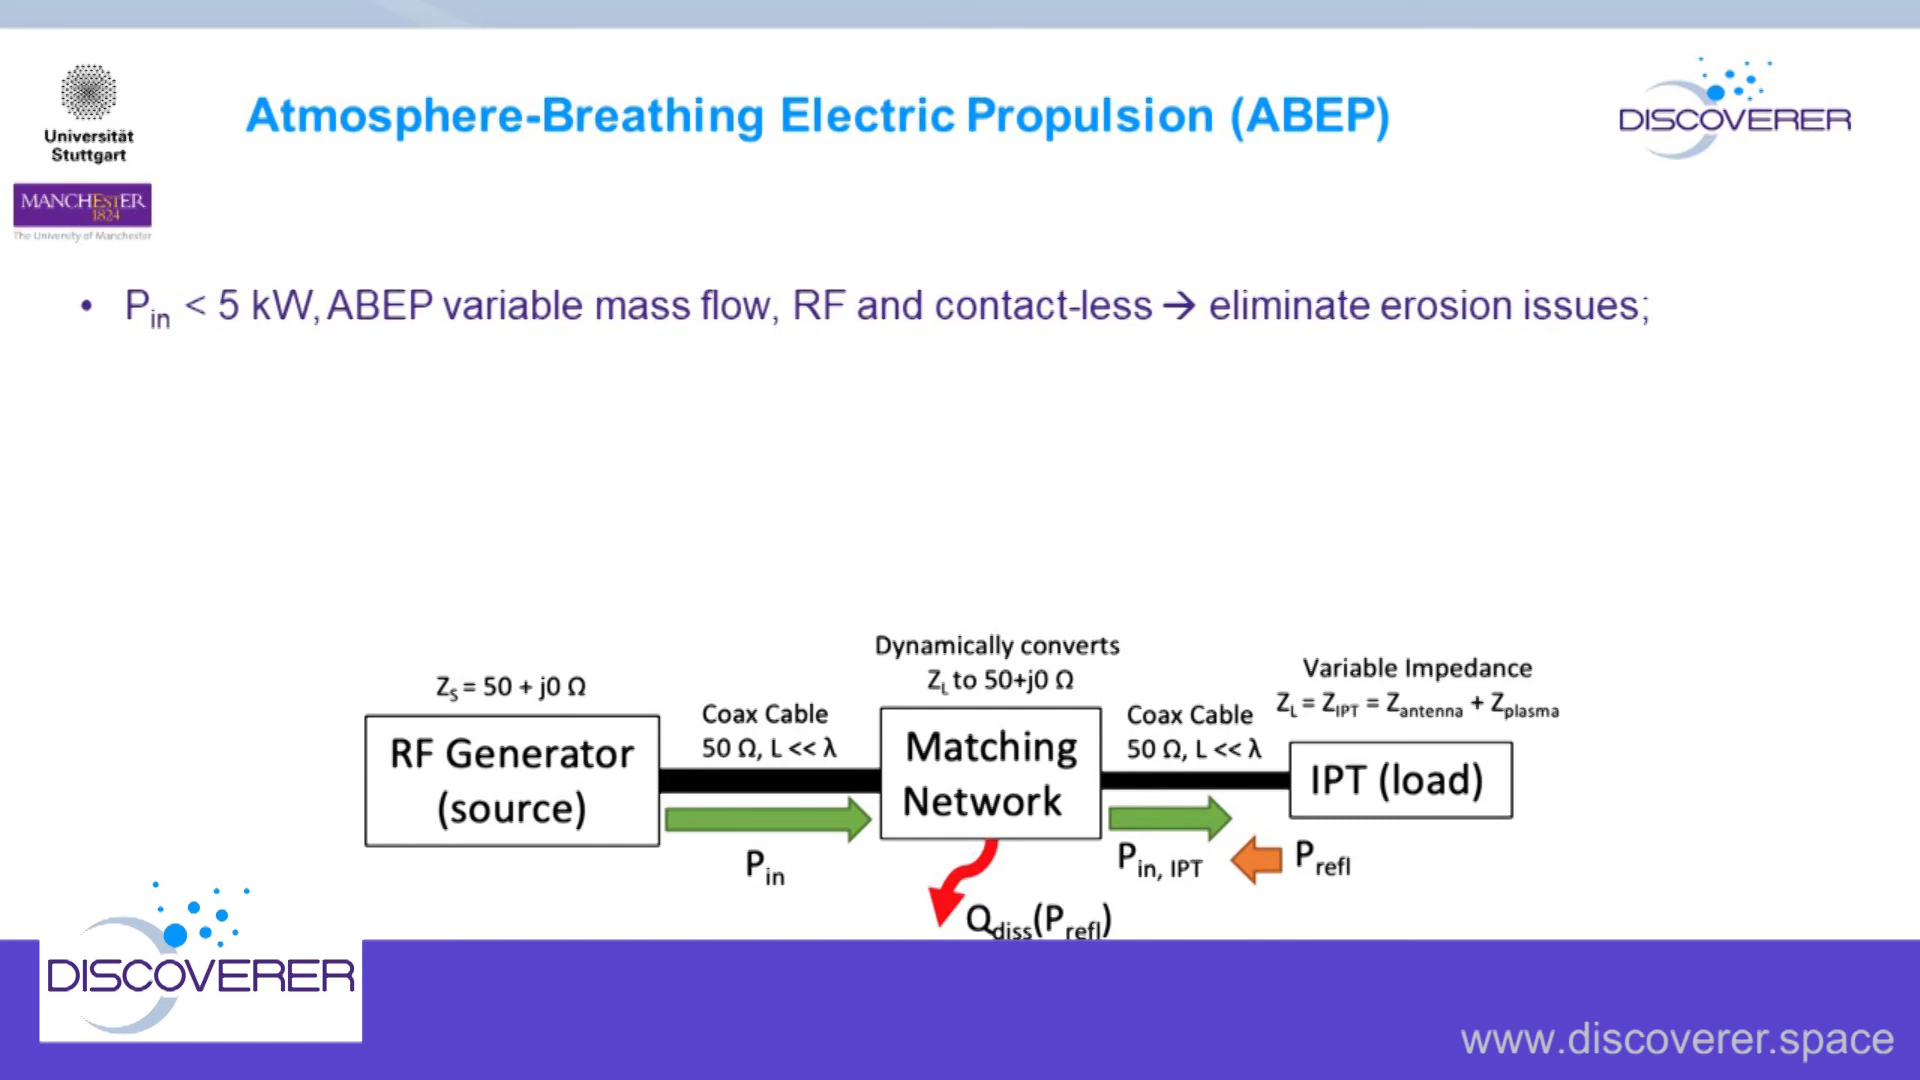 Universität
Stuttgart
MANCHESTER
1824
The University of Manchester
Atmosphere-Breathing Electric Propulsion (ABEP)
DISCOVERER
• P_in < 5 kW, ABEP variable mass flow, RF and contact-less → eliminate erosion issues;
Z_S = 50 + j0 Ω
RF Generator
(source)
Coax Cable
50 Ω, L << λ
P_in
Dynamically converts
Z_L to 50+j0 Ω
Matching
Network
Q_diss(P_refl)
Coax Cable
50 Ω, L << λ
P_in, IPT
Variable Impedance
Z_L = Z_IPT = Z_antenna + Z_plasma
IPT (load)
P_refl
DISCOVERER
www.discoverer.space